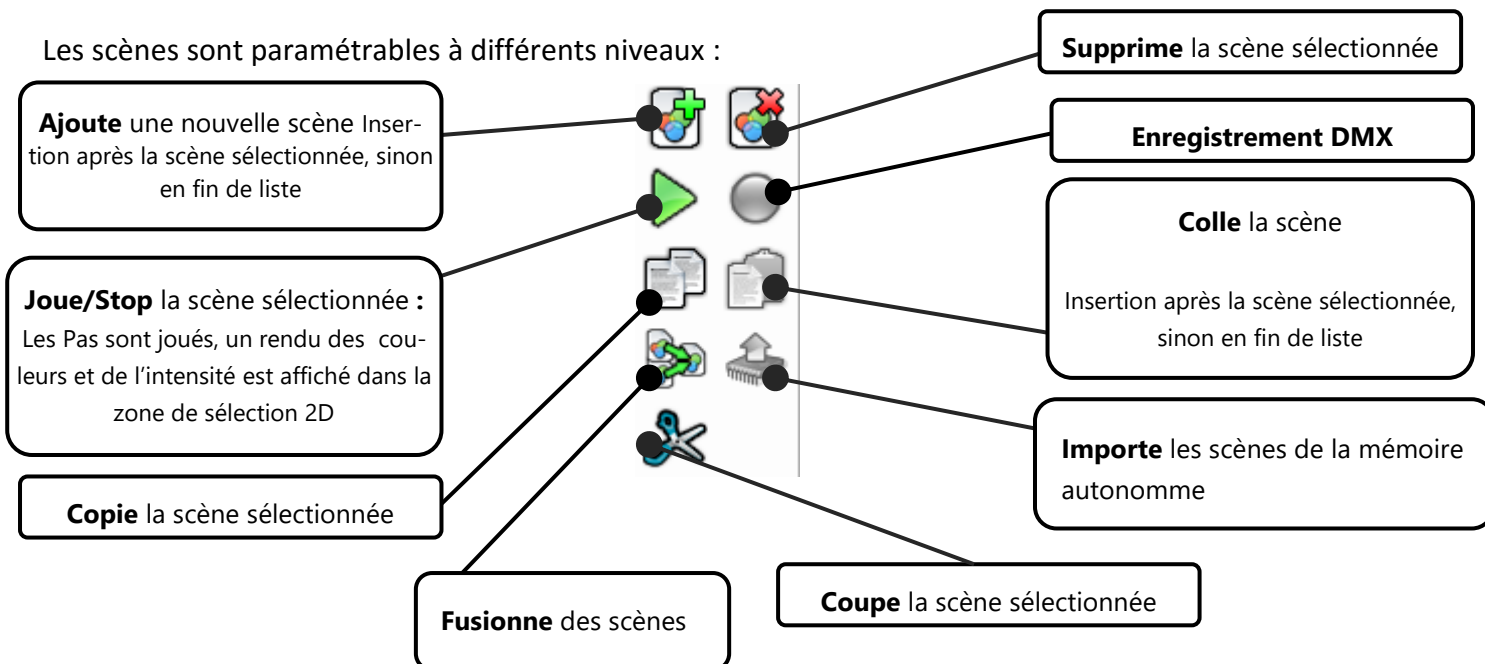 Les scènes sont paramétrables à différents niveaux :
Ajoute une nouvelle scène Inser-
tion après la scène sélectionnée, sinon
en fin de liste
Joue/Stop la scène sélectionnée :
Les Pas sont joués, un rendu des cou-
leurs et de l’intensité est affiché dans la
zone de sélection 2D
Copie la scène sélectionnée
Fusionne des scènes
Supprime la scène sélectionnée
Enregistrement DMX
Colle la scène
Insertion après la scène sélectionnée,
sinon en fin de liste
Importe les scènes de la mémoire
autonomme
Coupe la scène sélectionnée